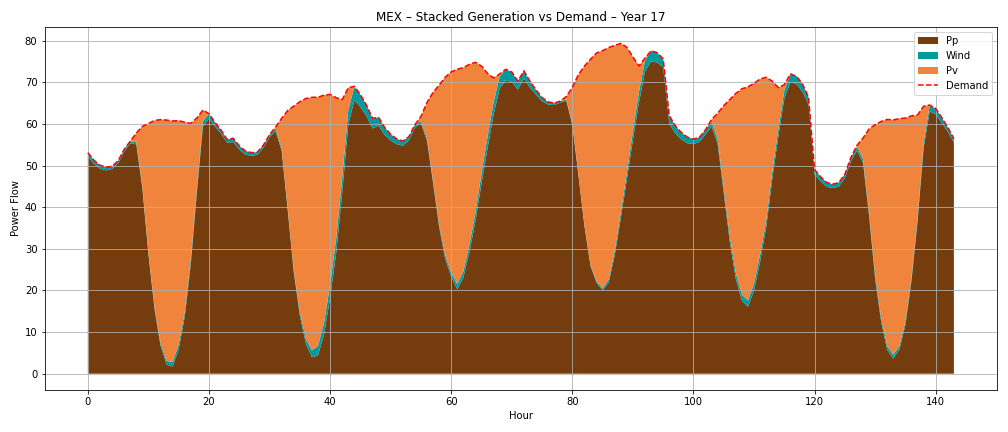 MEX – Stacked Generation vs Demand – Year 17
Pp
Wind
Pv
Demand
Power Flow
80
70
60
50
40
30
20
10
0
0 20 40 60 80 100 120 140
Hour